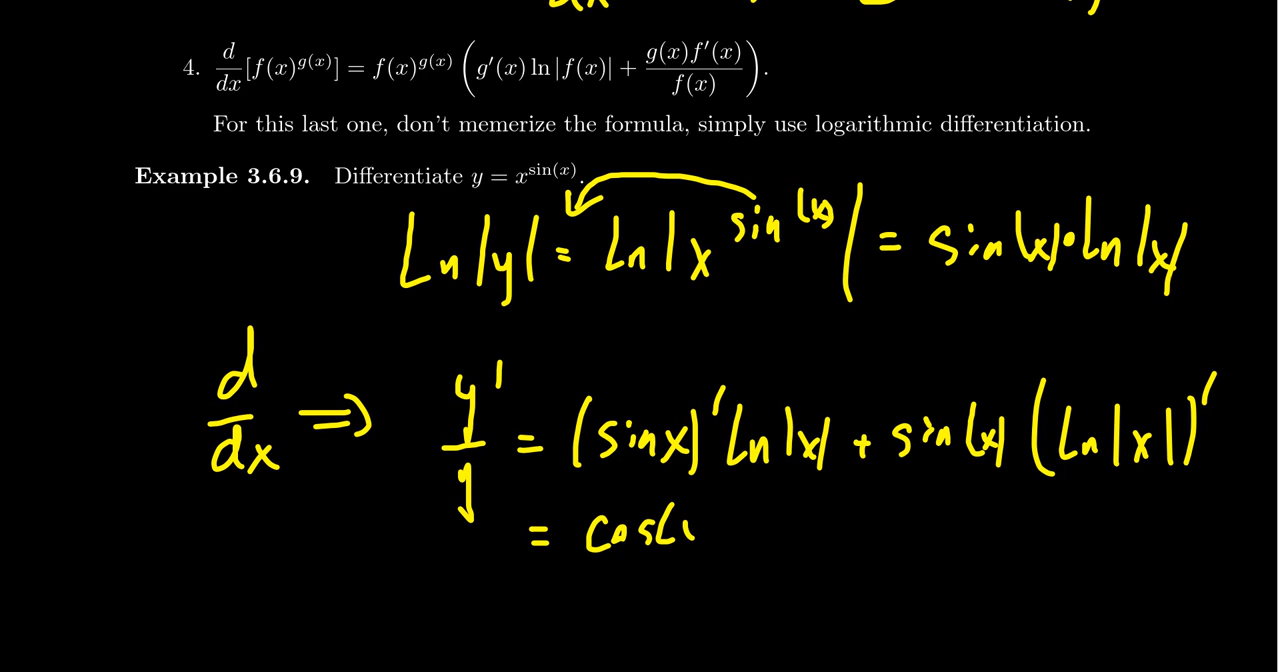 4. d/dx [f(x)^{g(x)}] = f(x)^{g(x)} ( g′(x) ln |f(x)| + g(x)f′(x)/f(x) ).
For this last one, don't memerize the formula, simply use logarithmic differentiation.
Example 3.6.9. Differentiate y = x^{sin(x)}.
Ln|y| = Ln|x^{sin(x)}| = sin(x)·Ln|x|
d/dx ⇒ y'/y = (sinx)'Ln|x| + sin(x) (Ln|x|)'
= cos(